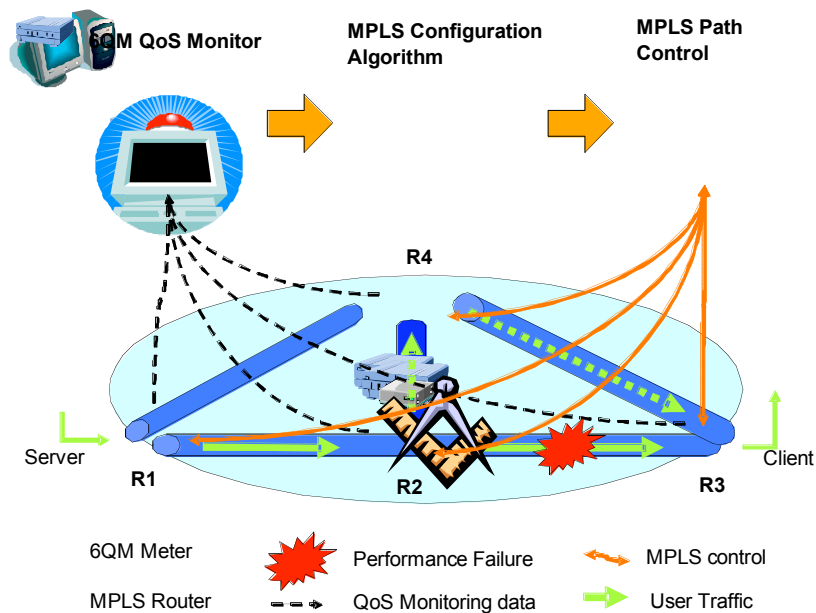 6QM QoS Monitor
MPLS Configuration
Algorithm
MPLS Path
Control
R4
Server
R1
R2
R3
Client
6QM Meter
Performance Failure
MPLS control
MPLS Router
QoS Monitoring data
User Traffic